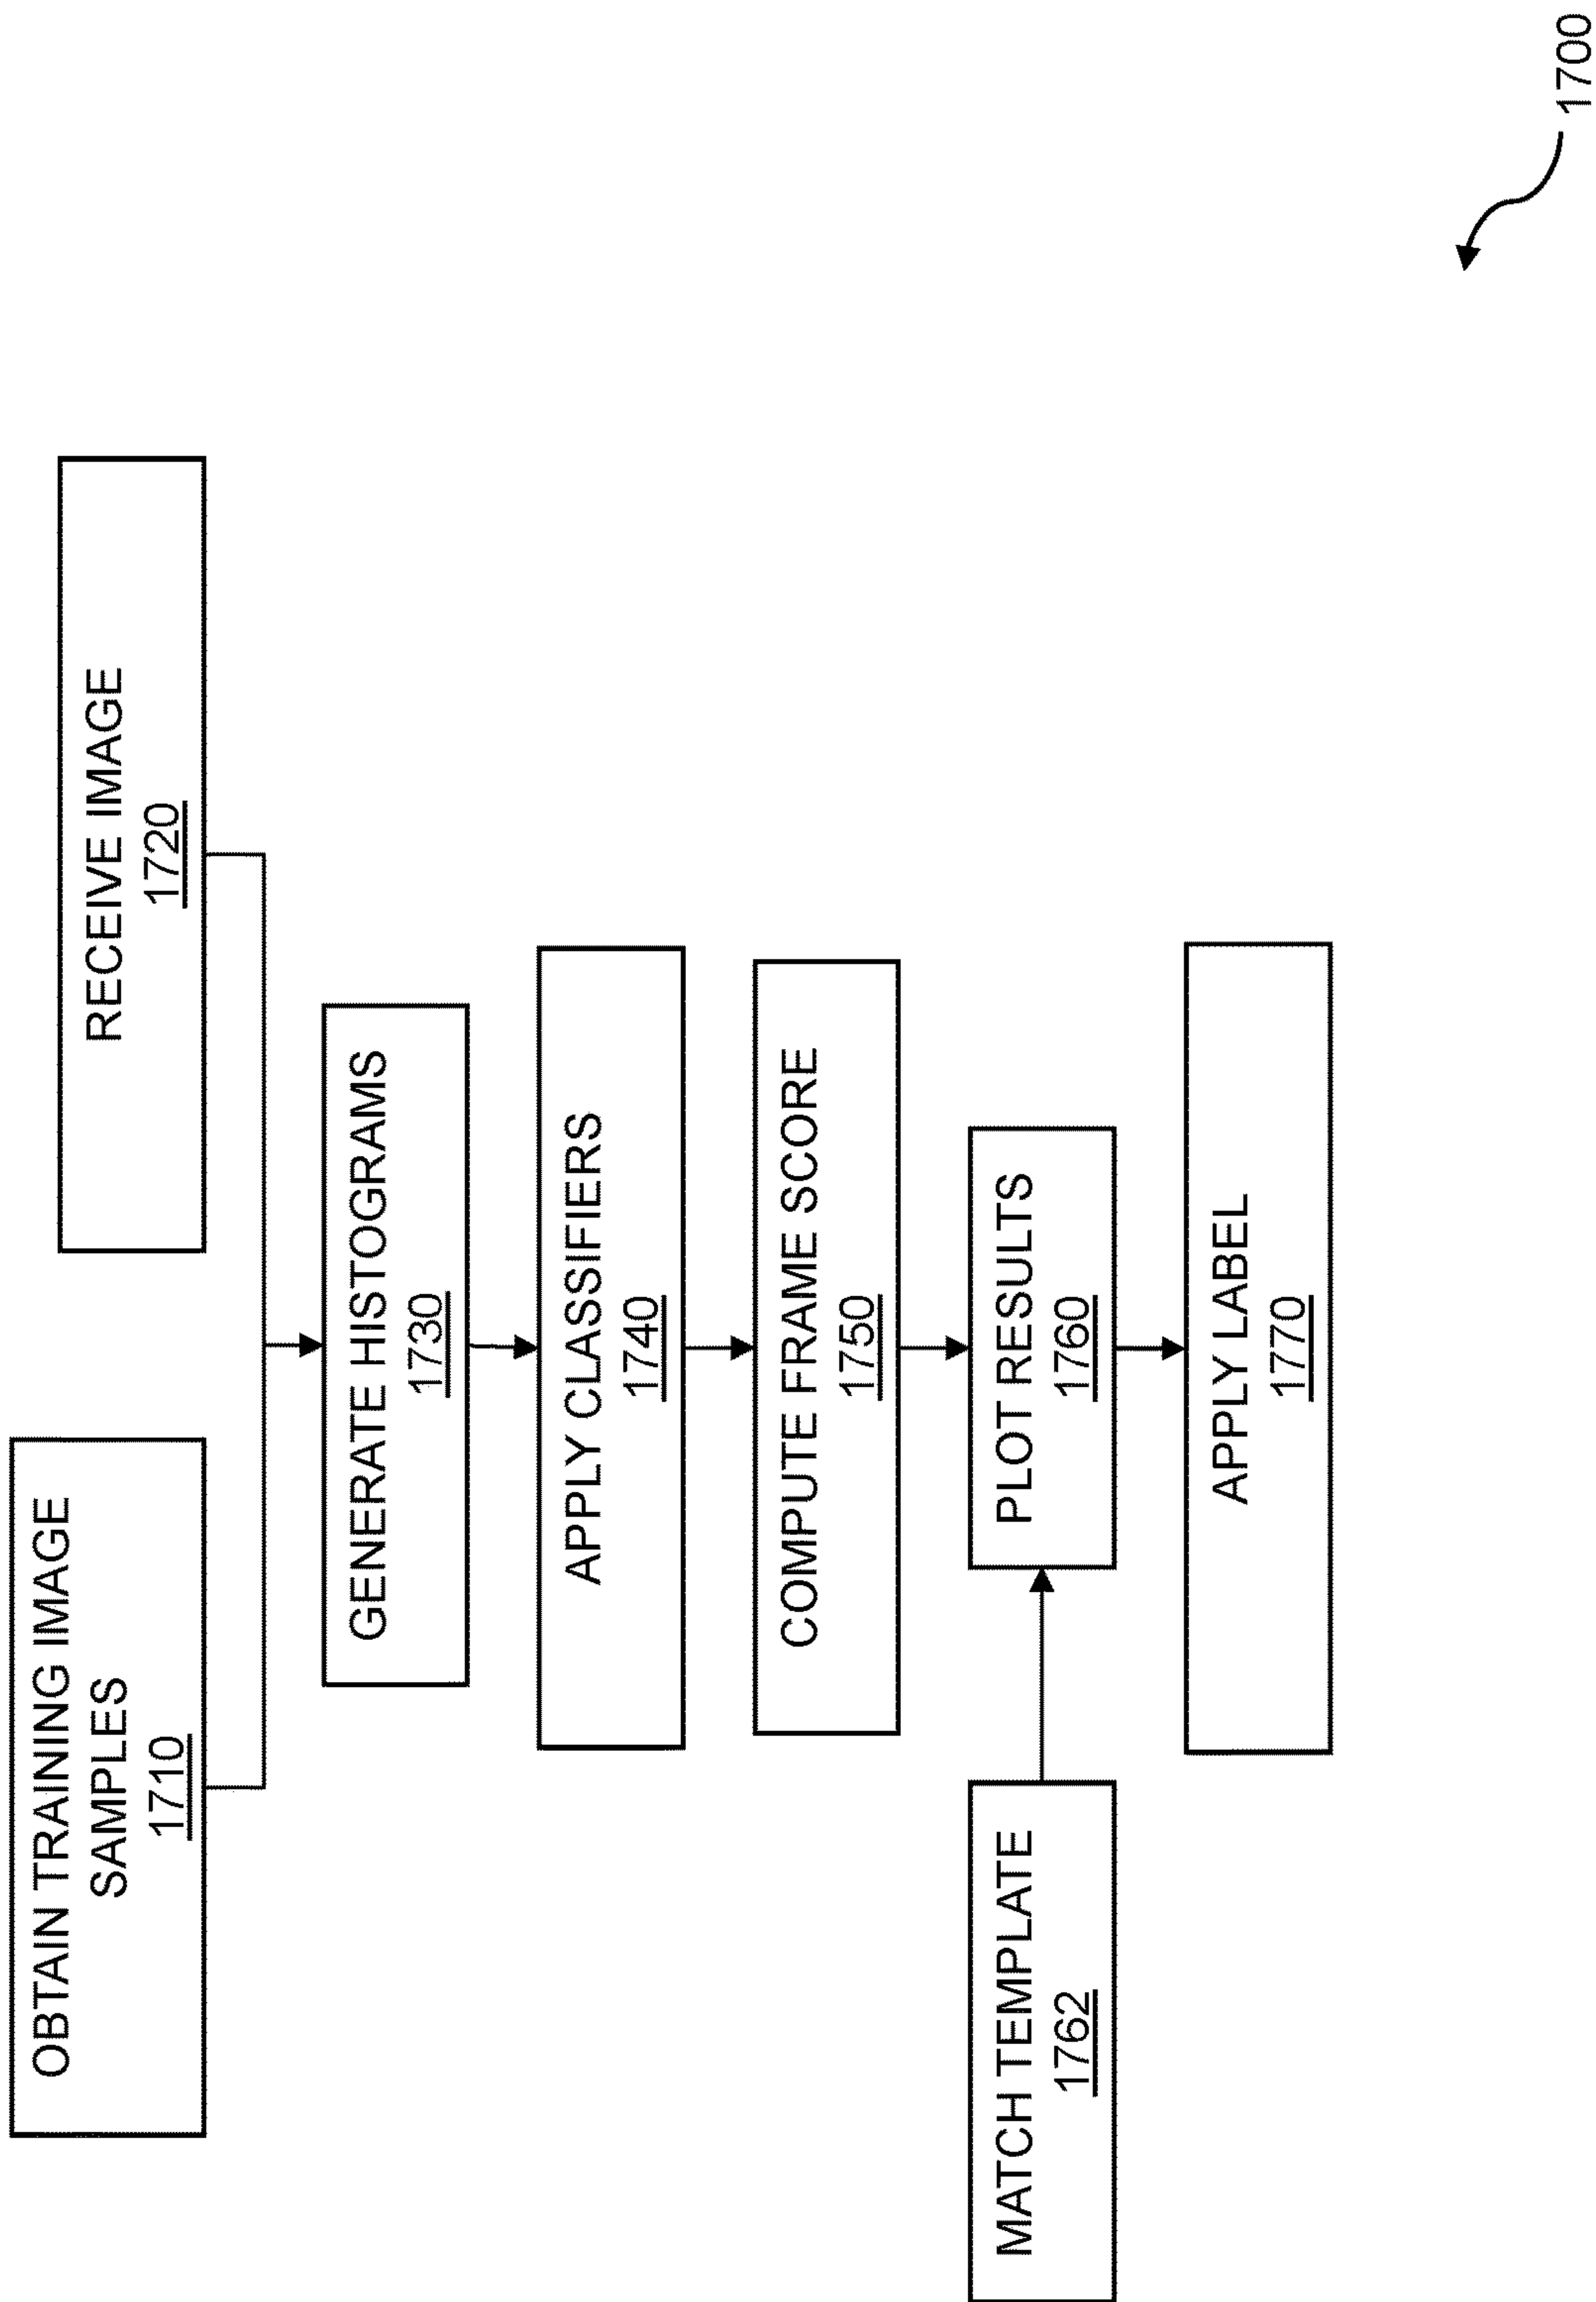 OBTAIN TRAINING IMAGE
SAMPLES
1710
RECEIVE IMAGE
1720
GENERATE HISTOGRAMS
1730
APPLY CLASSIFIERS
1740
COMPUTE FRAME SCORE
1750
MATCH TEMPLATE
1762
PLOT RESULTS
1760
APPLY LABEL
1770
1700